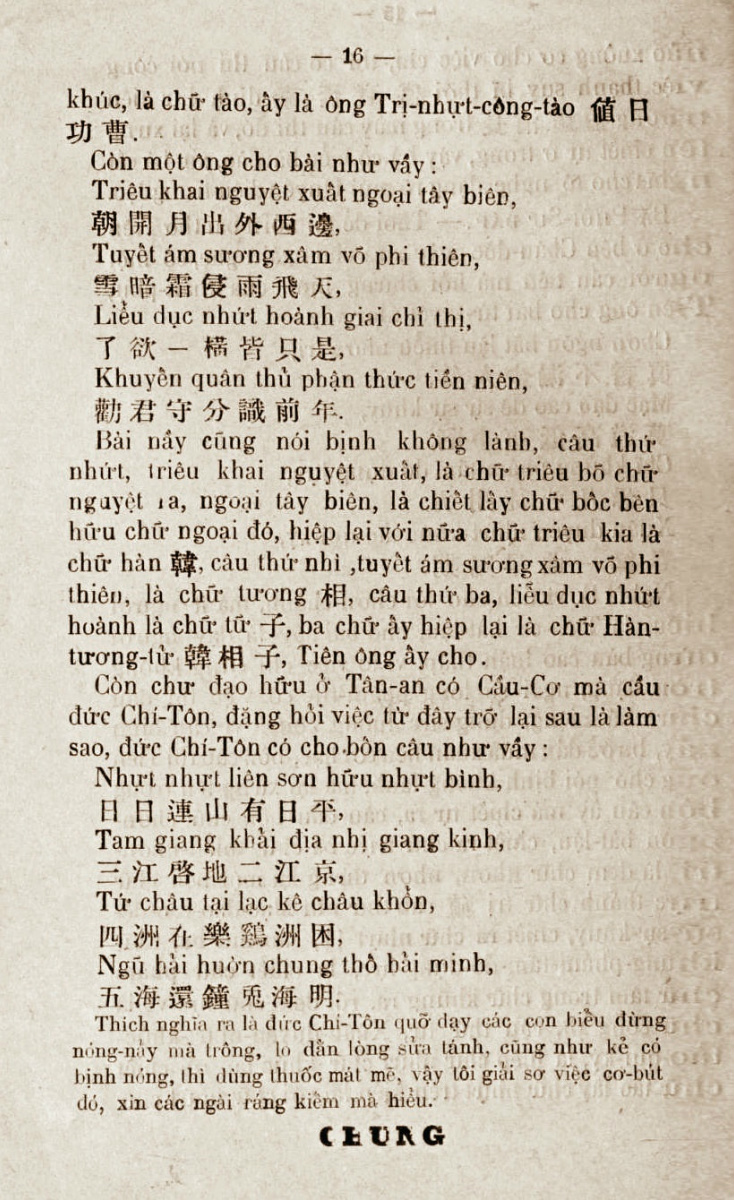 — 16 —
khúc, là chữ tào, ấy là ông Trị-nhựt-công-tào 値 日
功 曹.
Còn một ông cho bài như vầy :
Triêu khai nguyệt xuất ngoại tây biên,
朝 開 月 出 外 西 邊,
Tuyết ám sương xâm võ phi thiên,
雪 暗 霜 侵 雨 飛 天,
Liễu dục nhứt hoành giai chỉ thị,
了 欲 一 橫 皆 只 是,
Khuyến quân thủ phận thức tiền niên,
勸 君 守 分 識 前 年.
Bài nầy cũng nói bịnh không lành, câu thứ
nhứt, triêu khai nguyệt xuất, là chữ triêu bỏ chữ
nguyệt ra, ngoại tây biên, là chiết lấy chữ bốc bên
hữu chữ ngoại đó, hiệp lại với nửa chữ triêu kia là
chữ hàn 韓, câu thứ nhì ,tuyết ám sương xâm võ phi
thiên, là chữ tương 相, câu thứ ba, liễu dục nhứt
hoành là chữ tử 子, ba chữ ấy hiệp lại là chữ Hàn-
tương-tử 韓 相 子, Tiên ông ấy cho.
Còn chư đạo hữu ở Tân-an có Cầu-Cơ mà cầu
đức Chí-Tôn, đặng hỏi việc từ đây trở lại sau là làm
sao, đức Chí-Tôn có cho bốn câu như vầy :
Nhựt nhựt liên sơn hữu nhựt bình,
日 日 連 山 有 日 平,
Tam giang khải địa nhị giang kinh,
三 江 啓 地 二 江 京,
Tứ châu tại lạc kê châu khốn,
四 洲 在 樂 鷄 洲 困,
Ngũ hải huờn chung thố hải minh,
五 海 還 鐘 兎 海 明.
Thích nghĩa ra là đức Chí-Tôn quở dạy các con biểu đừng
nóng-nảy mà trông, lo dằn lòng sửa tánh, cũng như kẻ có
bịnh nóng, thì dùng thuốc mát mẽ, vậy tôi giải sơ việc cơ-bút
đó, xin các ngài ráng kiếm mà hiểu.
CHUNG